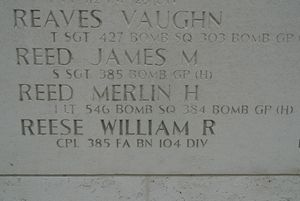 REAVES VAUGHN
T SGT 427 BOMB SQ 303 BOMB GP
REED JAMES M
S SGT 385 BOMB GP (H)
REED MERLIN H
1 LT 546 BOMB SQ 384 BOMB GP (H)
REESE WILLIAM R
CPL 385 FA BN 104 DIV